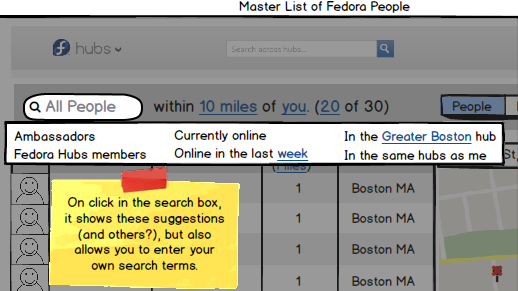 Master List of Fedora People
hubs
Search across hubs...
All People within 10 miles of you. (20 of 30)
People
Ambassadors Currently online In the Greater Boston hub
Fedora Hubs members Online in the last week In the same hubs as me
(Miles)
1 Boston MA
1 Boston MA
1 Boston MA
1 Boston MA
On click in the search box,
it shows these suggestions
(and others?), but also
allows you to enter your
own search terms.